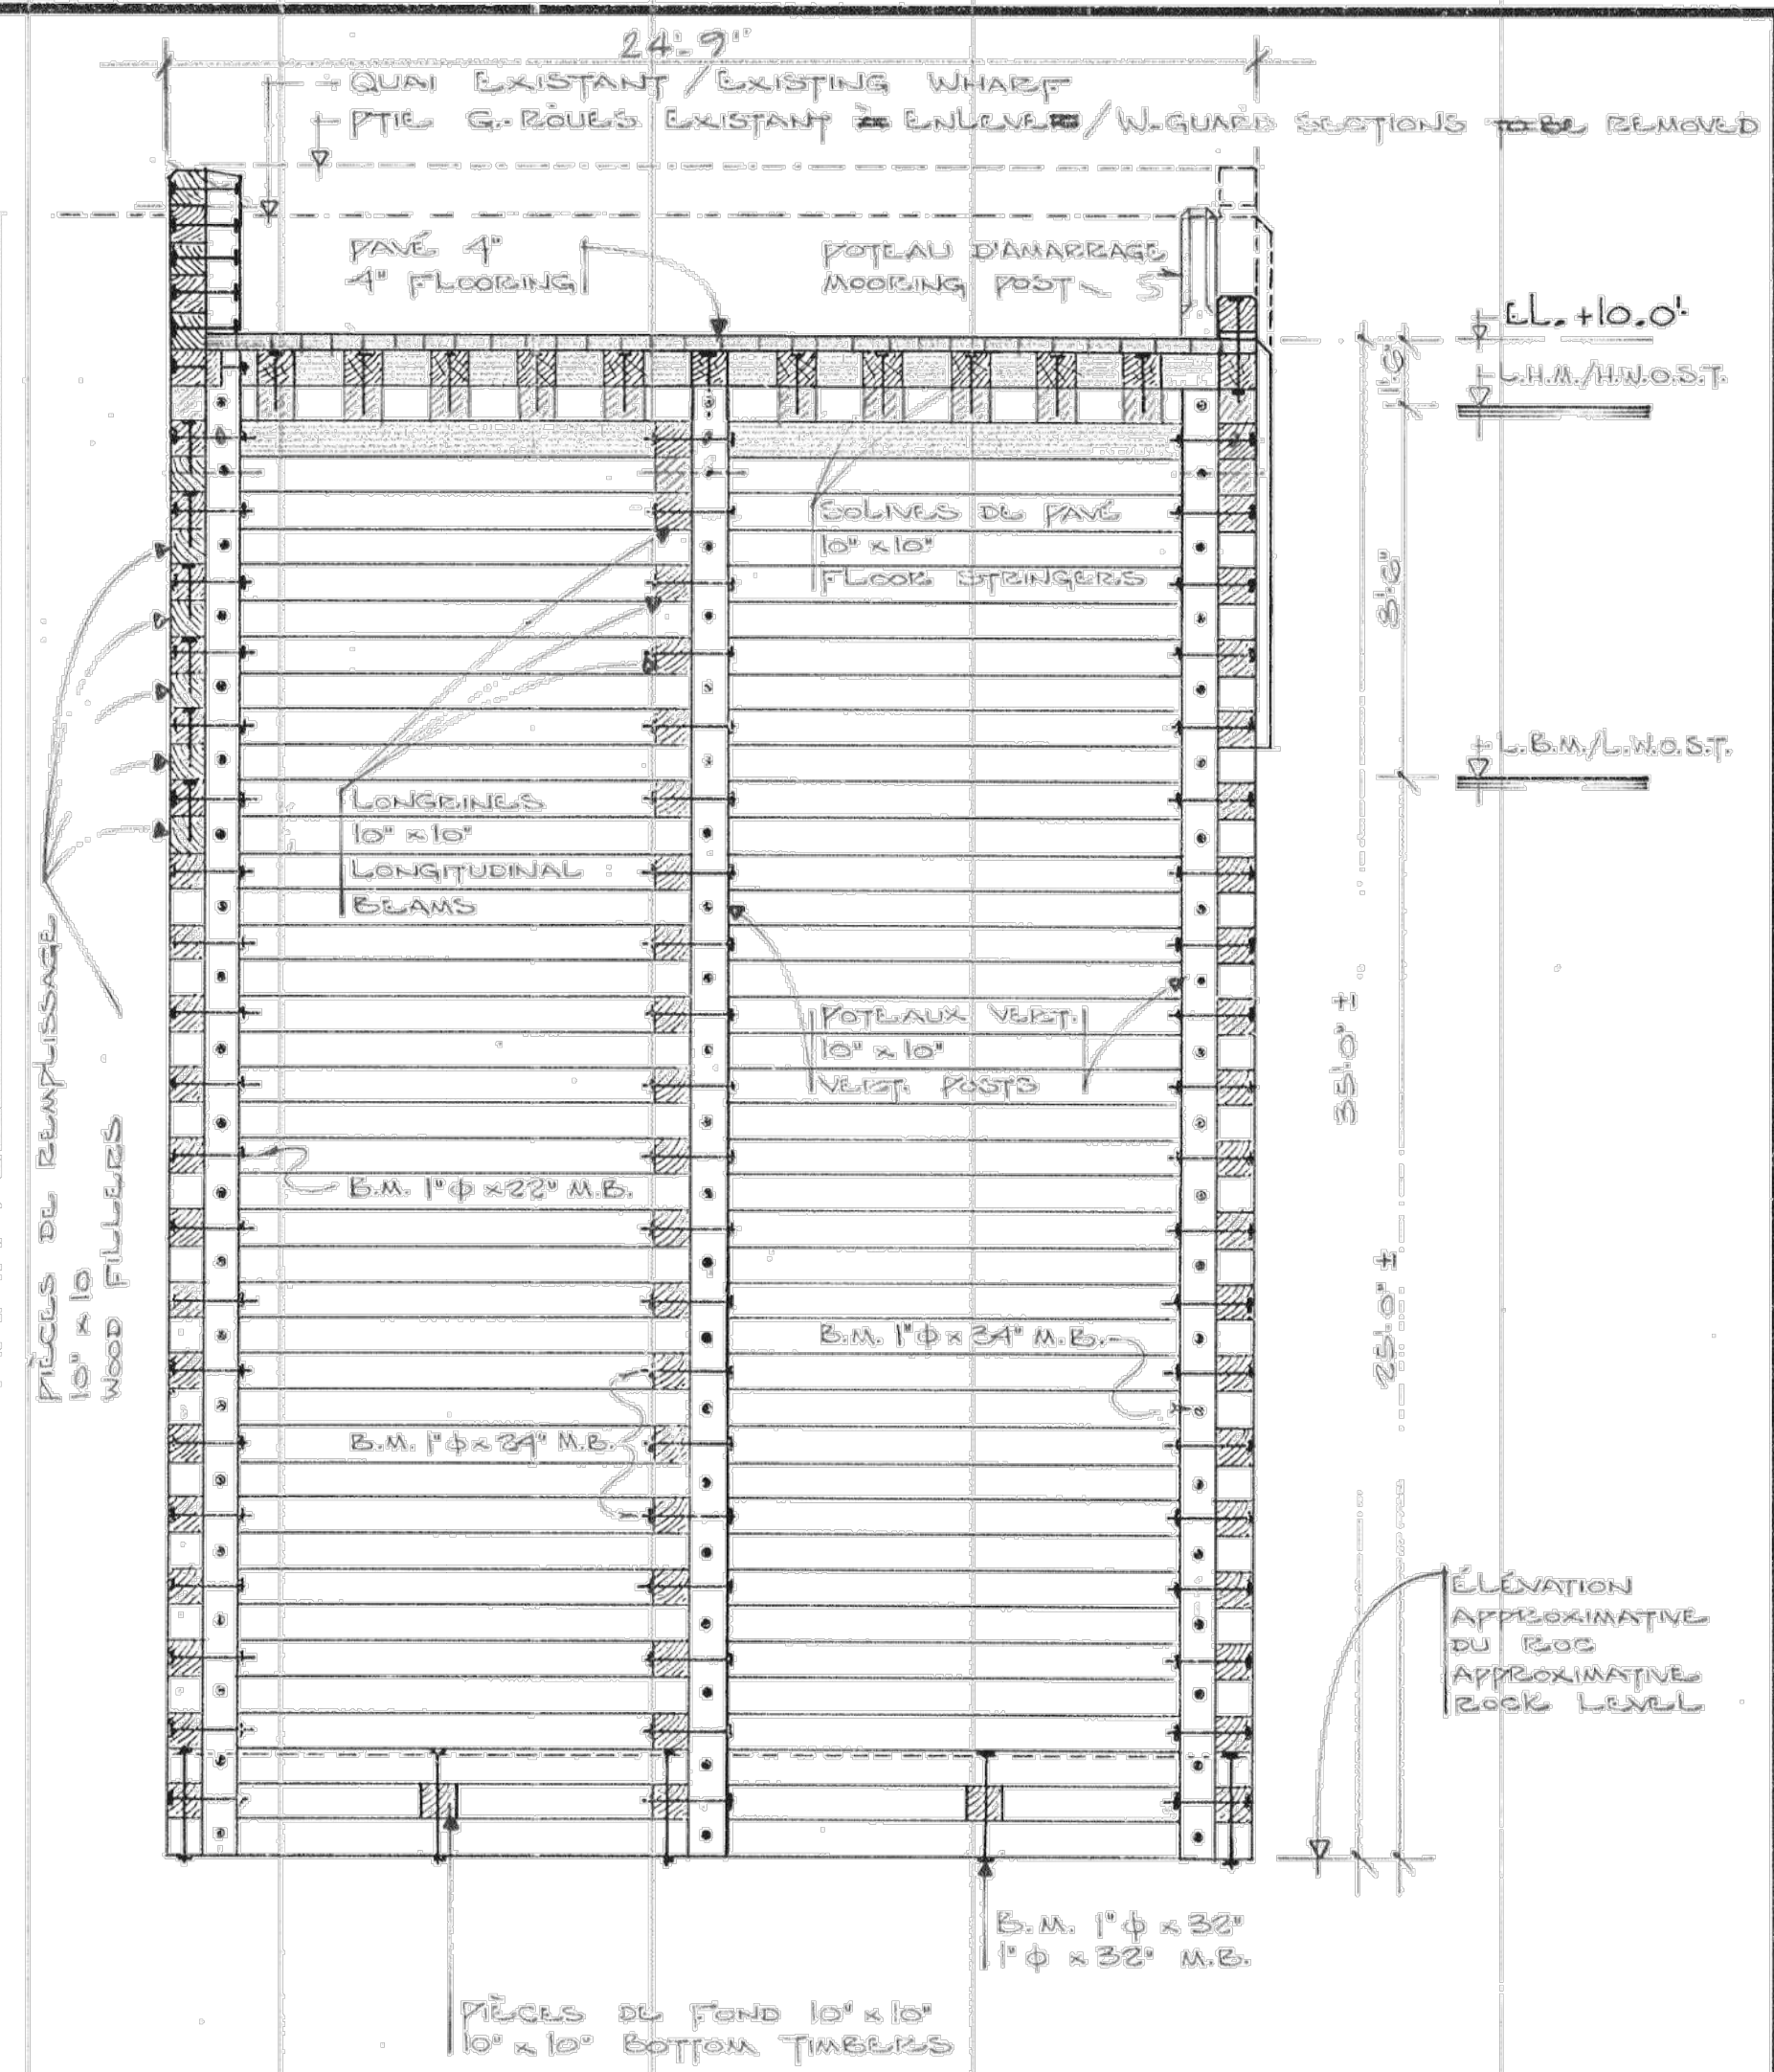 24'-9"
QUAI EXISTANT / EXISTING WHARF
PTIE G.-ROUES EXISTANT À ENLEVER / W.GUARD SECTIONS TO BE REMOVED
PAVÉ 4"
4" FLOORING
POTEAU D'AMARRAGE
MOORING POST
EL. +10.0'
L.H.M./H.W.O.S.T.
SOLIVES DE PAVÉ
10" x 10"
FLOOR STRINGERS
8'-6"
L.B.M./L.W.O.S.T.
LONGRINES
10" x 10"
LONGITUDINAL
BEAMS
PIÈCES DE REMPLISSAGE
10" x 10
WOOD FILLERS
POTEAUX VERT.
10" x 10"
VERT. POSTS
35'.0" ±
B.M. 1" φ x 22" M.B.
25'.0" ±
B.M. 1" φ x 34" M.B.
B.M. 1" φ x 34" M.B.
ÉLÉVATION
APPROXIMATIVE
DU ROC
APPROXIMATIVE
ROCK LEVEL
B.M. 1" φ x 32"
1" φ x 32" M.B.
PIÈCES DE FOND 10" x 10"
10" x 10" BOTTOM TIMBERS